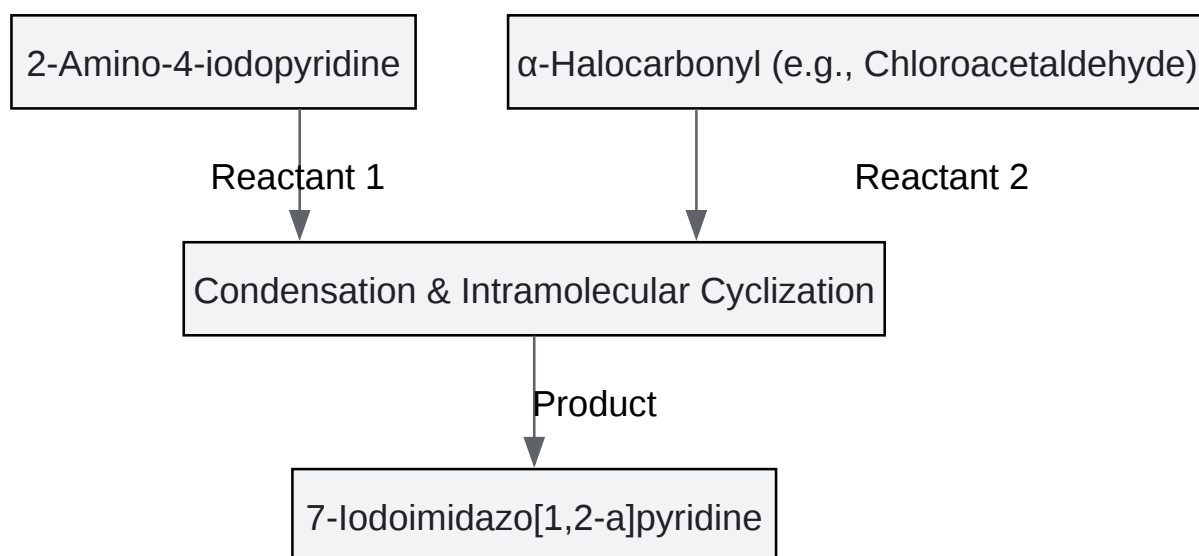 2-Amino-4-iodopyridine
α-Halocarbonyl (e.g., Chloroacetaldehyde)
Reactant 1
Reactant 2
Condensation & Intramolecular Cyclization
Product
7-Iodoimidazo[1,2-a]pyridine